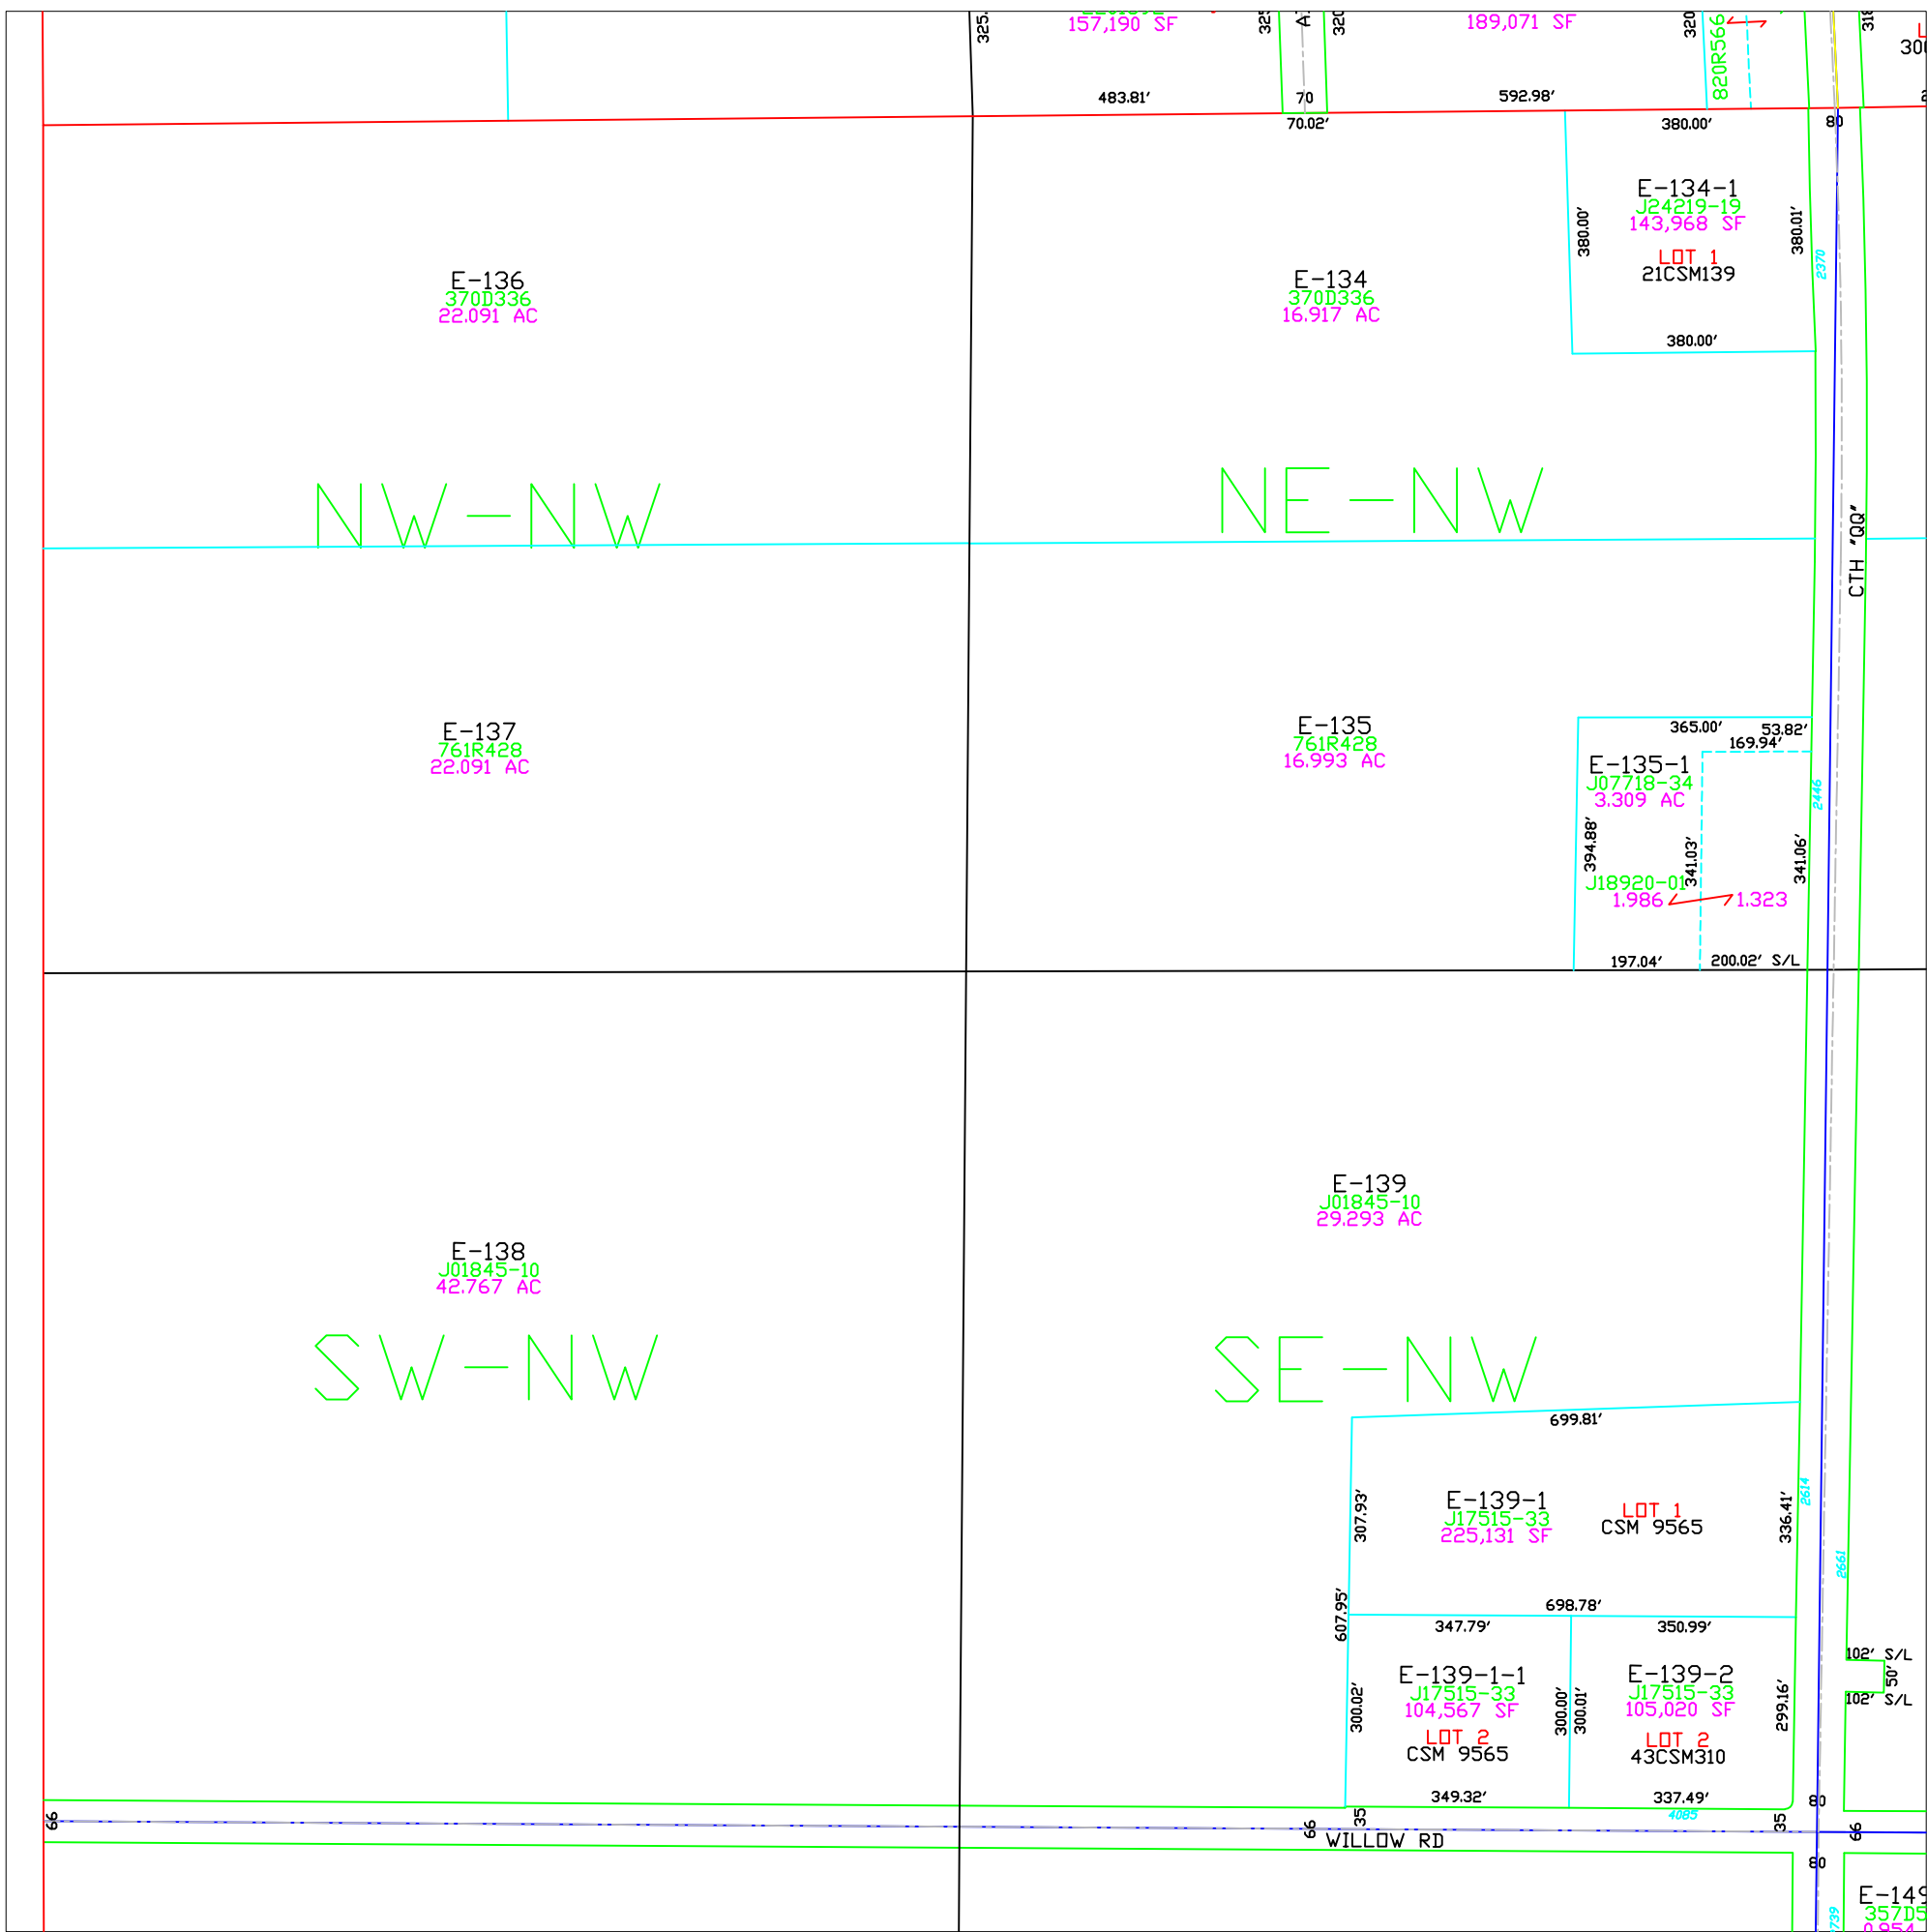 157,190 SF
189,071 SF
820R566
483.81'
70
592.98'
70.02'
380.00'
80
E-134-1
J24219-19
143,968 SF
LOT 1
21CSM139
380.00'
380.01'
2370
380.00'
E-136
370D336
22.091 AC
E-134
370D336
16.917 AC
NW-NW
NE-NW
CTH "QQ"
E-137
761R428
22.091 AC
E-135
761R428
16.993 AC
365.00'
53.82'
169.94'
E-135-1
J07718-34
3.309 AC
2446
394.88'
341.03'
341.06'
J18920-01
1.986
1.323
197.04'
200.02' S/L
E-139
J01845-10
29.293 AC
E-138
J01845-10
42.767 AC
SW-NW
SE-NW
699.81'
E-139-1
J17515-33
225,131 SF
LOT 1
CSM 9565
307.93'
336.41'
2614
2661
607.95'
698.78'
347.79'
350.99'
102' S/L
50'
102' S/L
E-139-1-1
J17515-33
104,567 SF
LOT 2
CSM 9565
E-139-2
J17515-33
105,020 SF
LOT 2
43CSM310
300.02'
300.00'
300.01'
299.16'
349.32'
337.49'
80
4085
66
35
35
66
66
WILLOW RD
80
E-149